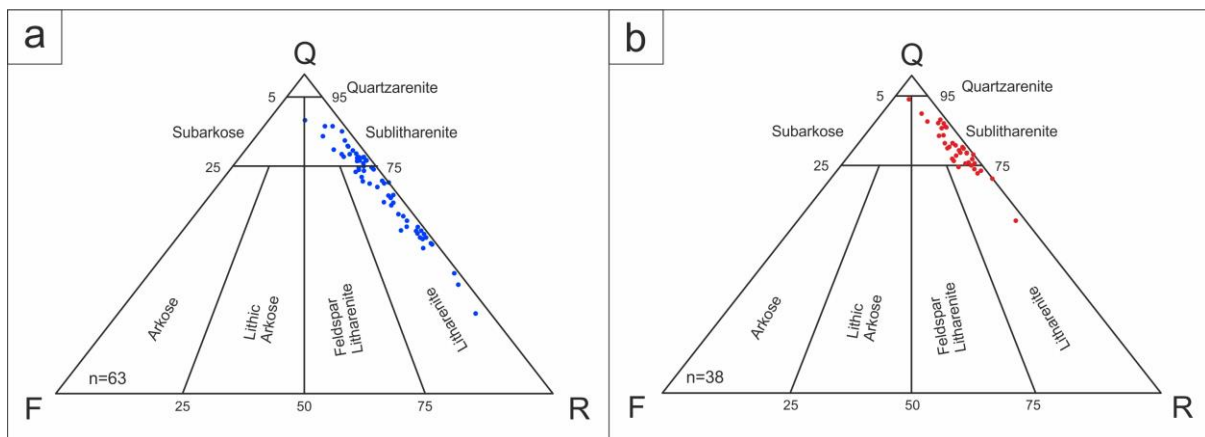 a
Q
5
95
Quartzarenite
Subarkose
Sublitharenite
25
75
Arkose
Lithic
Arkose
Feldspar
Litharenite
Litharenite
n=63
F
R
25
50
75
b
Q
5
95
Quartzarenite
Subarkose
Sublitharenite
25
75
Arkose
Lithic
Arkose
Feldspar
Litharenite
Litharenite
n=38
F
R
25
50
75